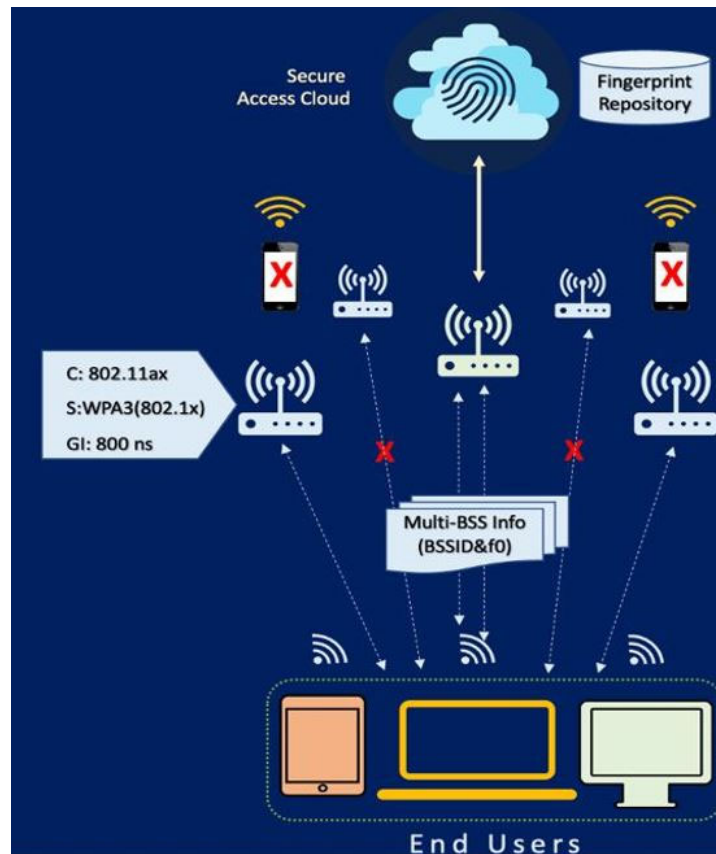 Secure
Access Cloud
Fingerprint
Repository
X
X
C: 802.11ax
S:WPA3(802.1x)
GI: 800 ns
X
X
Multi-BSS Info
(BSSID&f0)
End Users